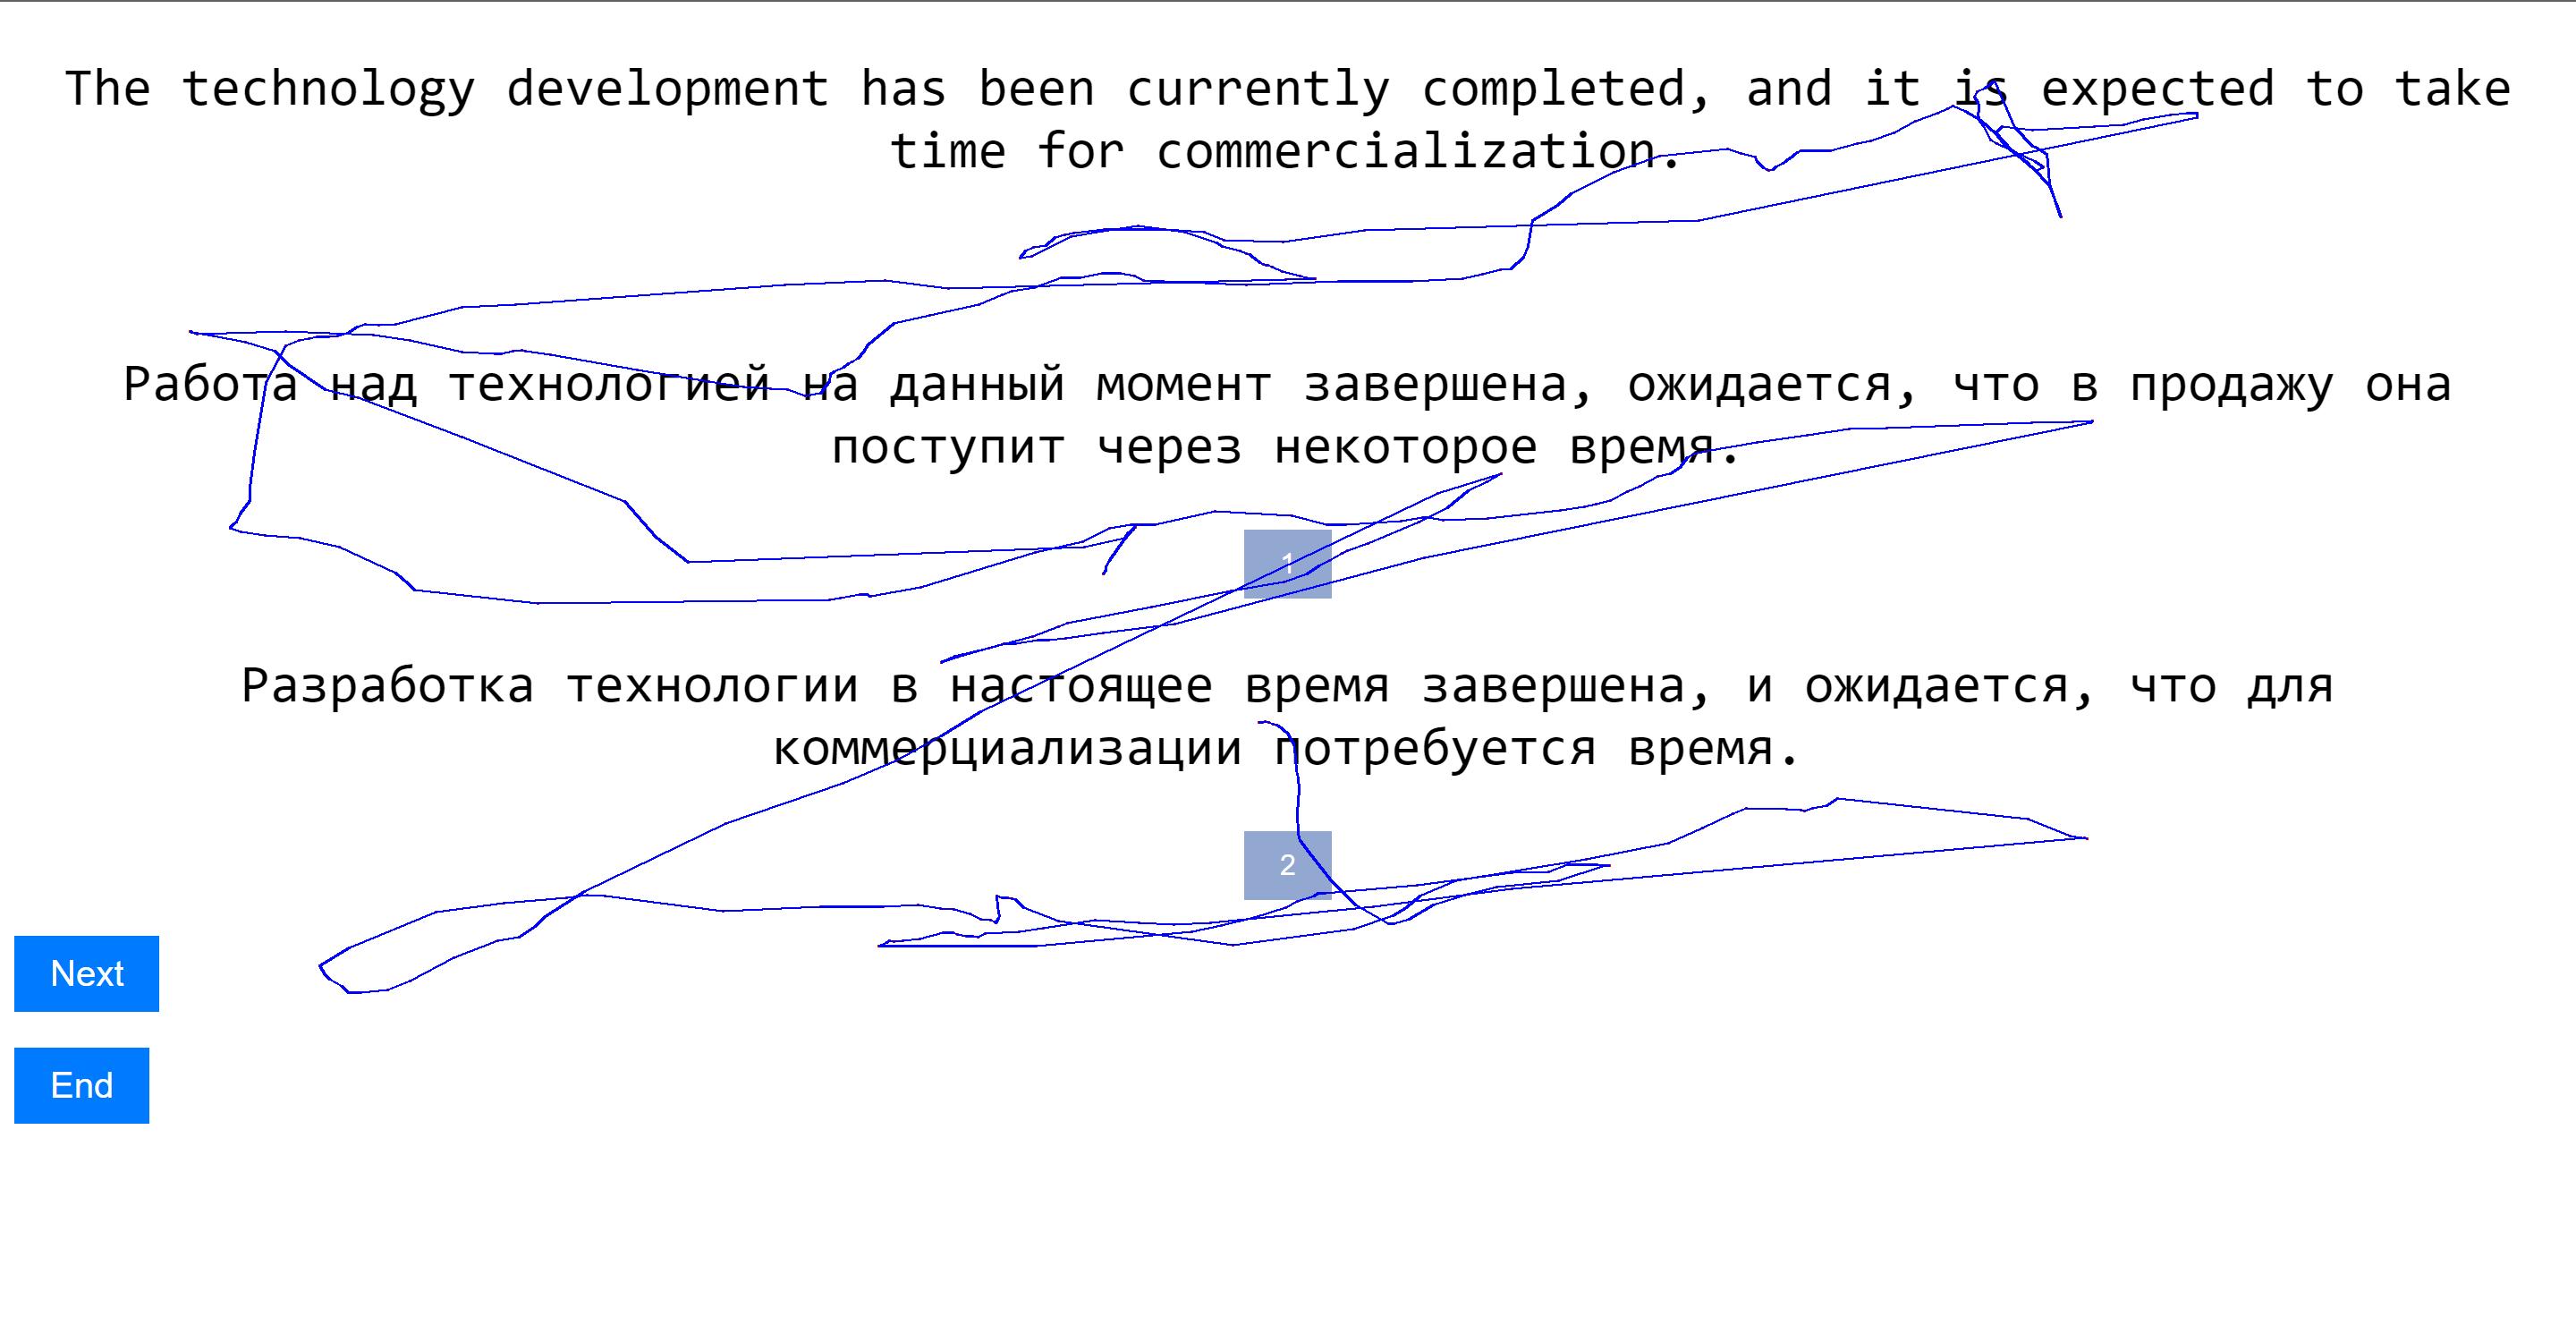 The technology development has been currently completed, and it is expected to take
time for commercialization.
Работа над технологией на данный момент завершена, ожидается, что в продажу она
поступит через некоторое время.
1
Разработка технологии в настоящее время завершена, и ожидается, что для
коммерциализации потребуется время.
2
Next
End